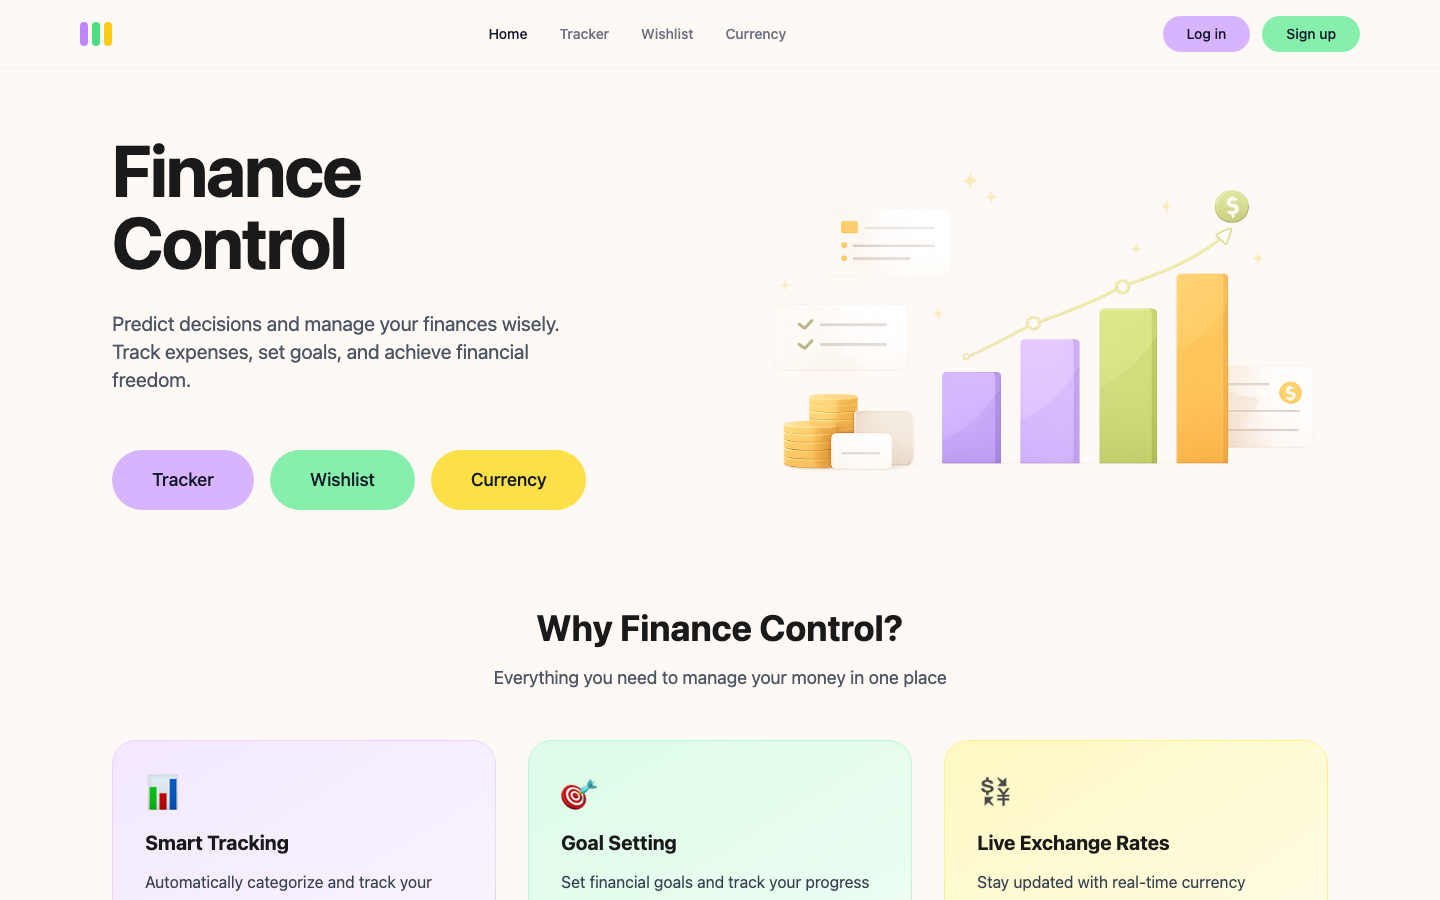 Home
Tracker
Wishlist
Currency
Log in
Sign up
Finance
Control
Predict decisions and manage your finances wisely.
Track expenses, set goals, and achieve financial
freedom.
Tracker
Wishlist
Currency
$
$
Why Finance Control?
Everything you need to manage your money in one place
$ ¥
Smart Tracking
Automatically categorize and track your
Goal Setting
Set financial goals and track your progress
Live Exchange Rates
Stay updated with real-time currency